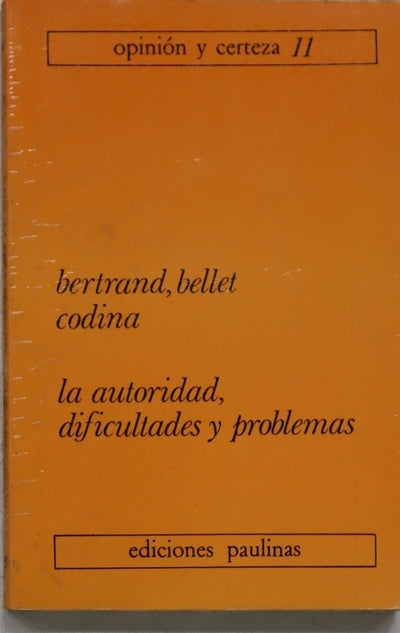 opinión y certeza 11
bertrand, bellet
codina
la autoridad,
dificultades y problemas
ediciones paulinas